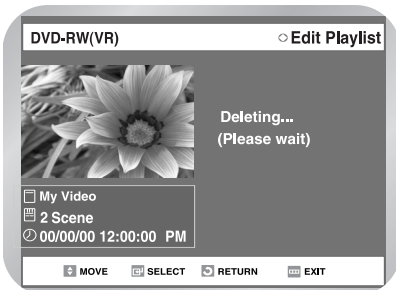 DVD-RW(VR) Edit Playlist
Deleting...
(Please wait)
My Video
2 Scene
00/00/00 12:00:00 PM
MOVE SELECT RETURN EXIT